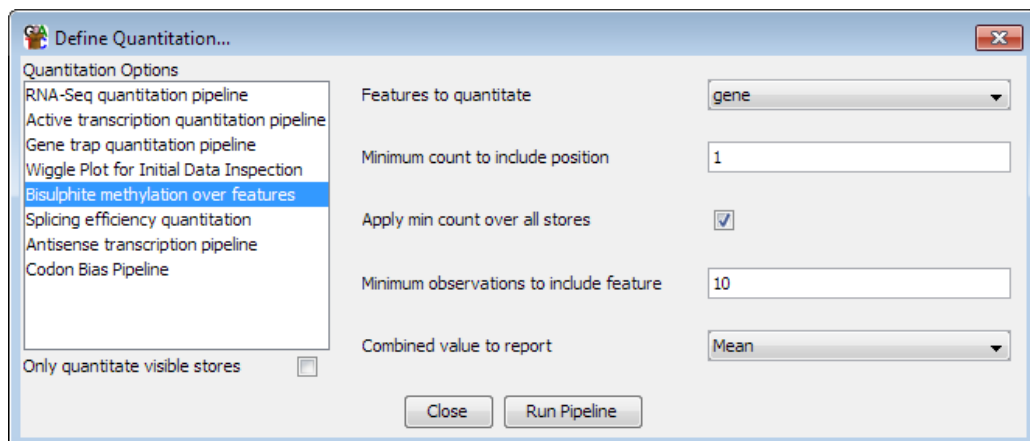 Define Quantitation...
Quantitation Options
RNA-Seq quantitation pipeline
Active transcription quantitation pipeline
Gene trap quantitation pipeline
Wiggle Plot for Initial Data Inspection
Bisulphite methylation over features
Splicing efficiency quantitation
Antisense transcription pipeline
Codon Bias Pipeline
Only quantitate visible stores
Features to quantitate gene
Minimum count to include position 1
Apply min count over all stores
Minimum observations to include feature 10
Combined value to report Mean
Close Run Pipeline